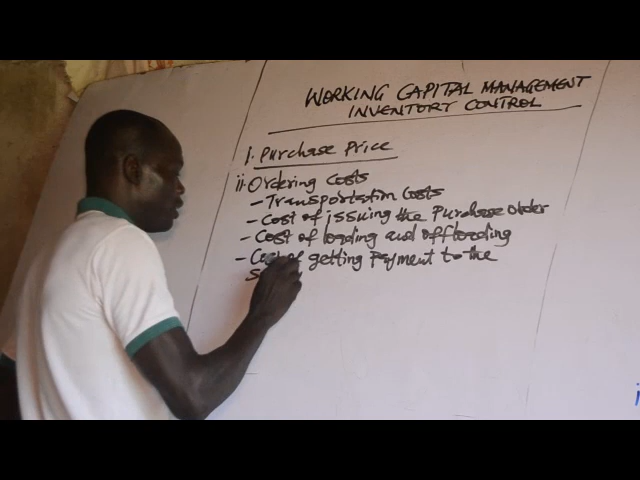 WORKING CAPITAL MANAGEMENT
INVENTORY CONTROL
i. Purchase Price
ii. Ordering Costs
- Transportation Costs
- Cost of issuing the Purchase order
- Cost of loading and offloading
- Cost of getting Payment to the